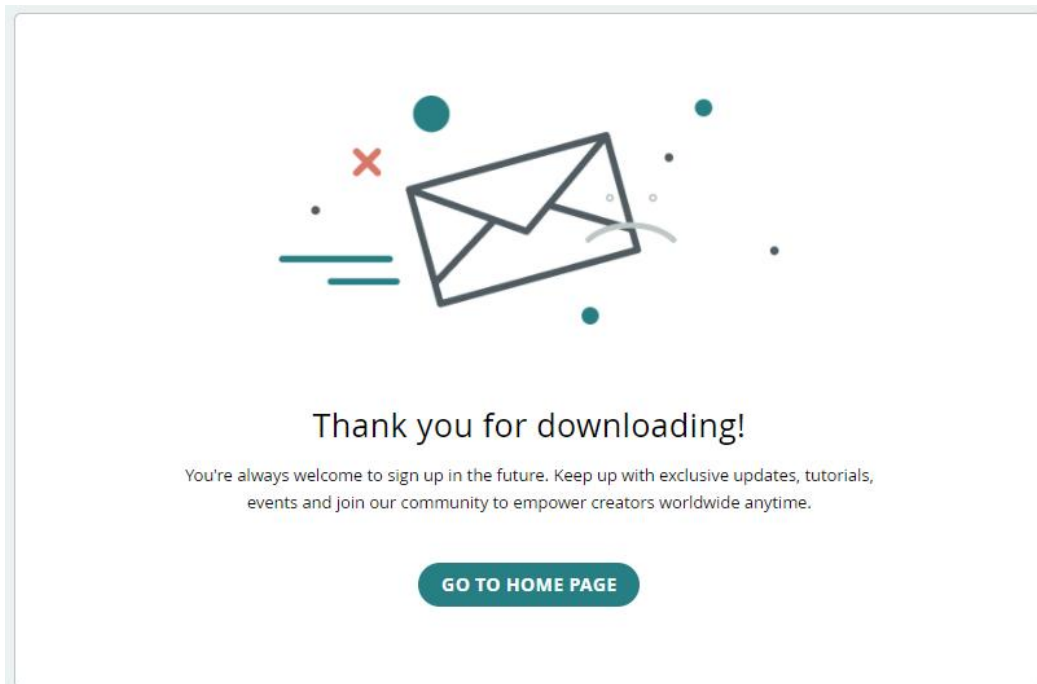 Thank you for downloading!
You're always welcome to sign up in the future. Keep up with exclusive updates, tutorials,
events and join our community to empower creators worldwide anytime.
GO TO HOME PAGE